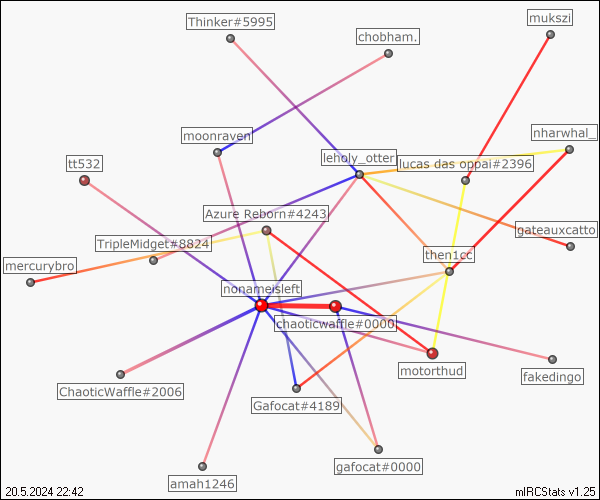 Thinker#5995
mukszi
chobham.
moonraven
nharwhal_
leholy_otter
lucas das oppai#2396
tt532
Azure Reborn#4243
gateauxcatto
TripleMidget#8824
then1cc
mercurybro
nonameisleft
chaoticwaffle#0000
motorthud
fakedingo
ChaoticWaffle#2006
Gafocat#4189
gafocat#0000
amah1246
20.5.2024 22:42
mIRCStats v1.25